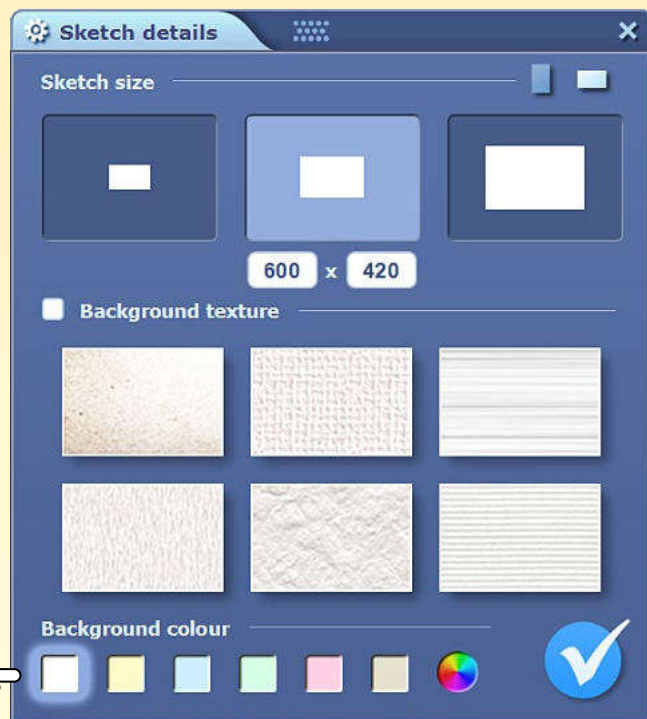 Sketch details
Sketch size
600 x 420
Background texture
Background colour